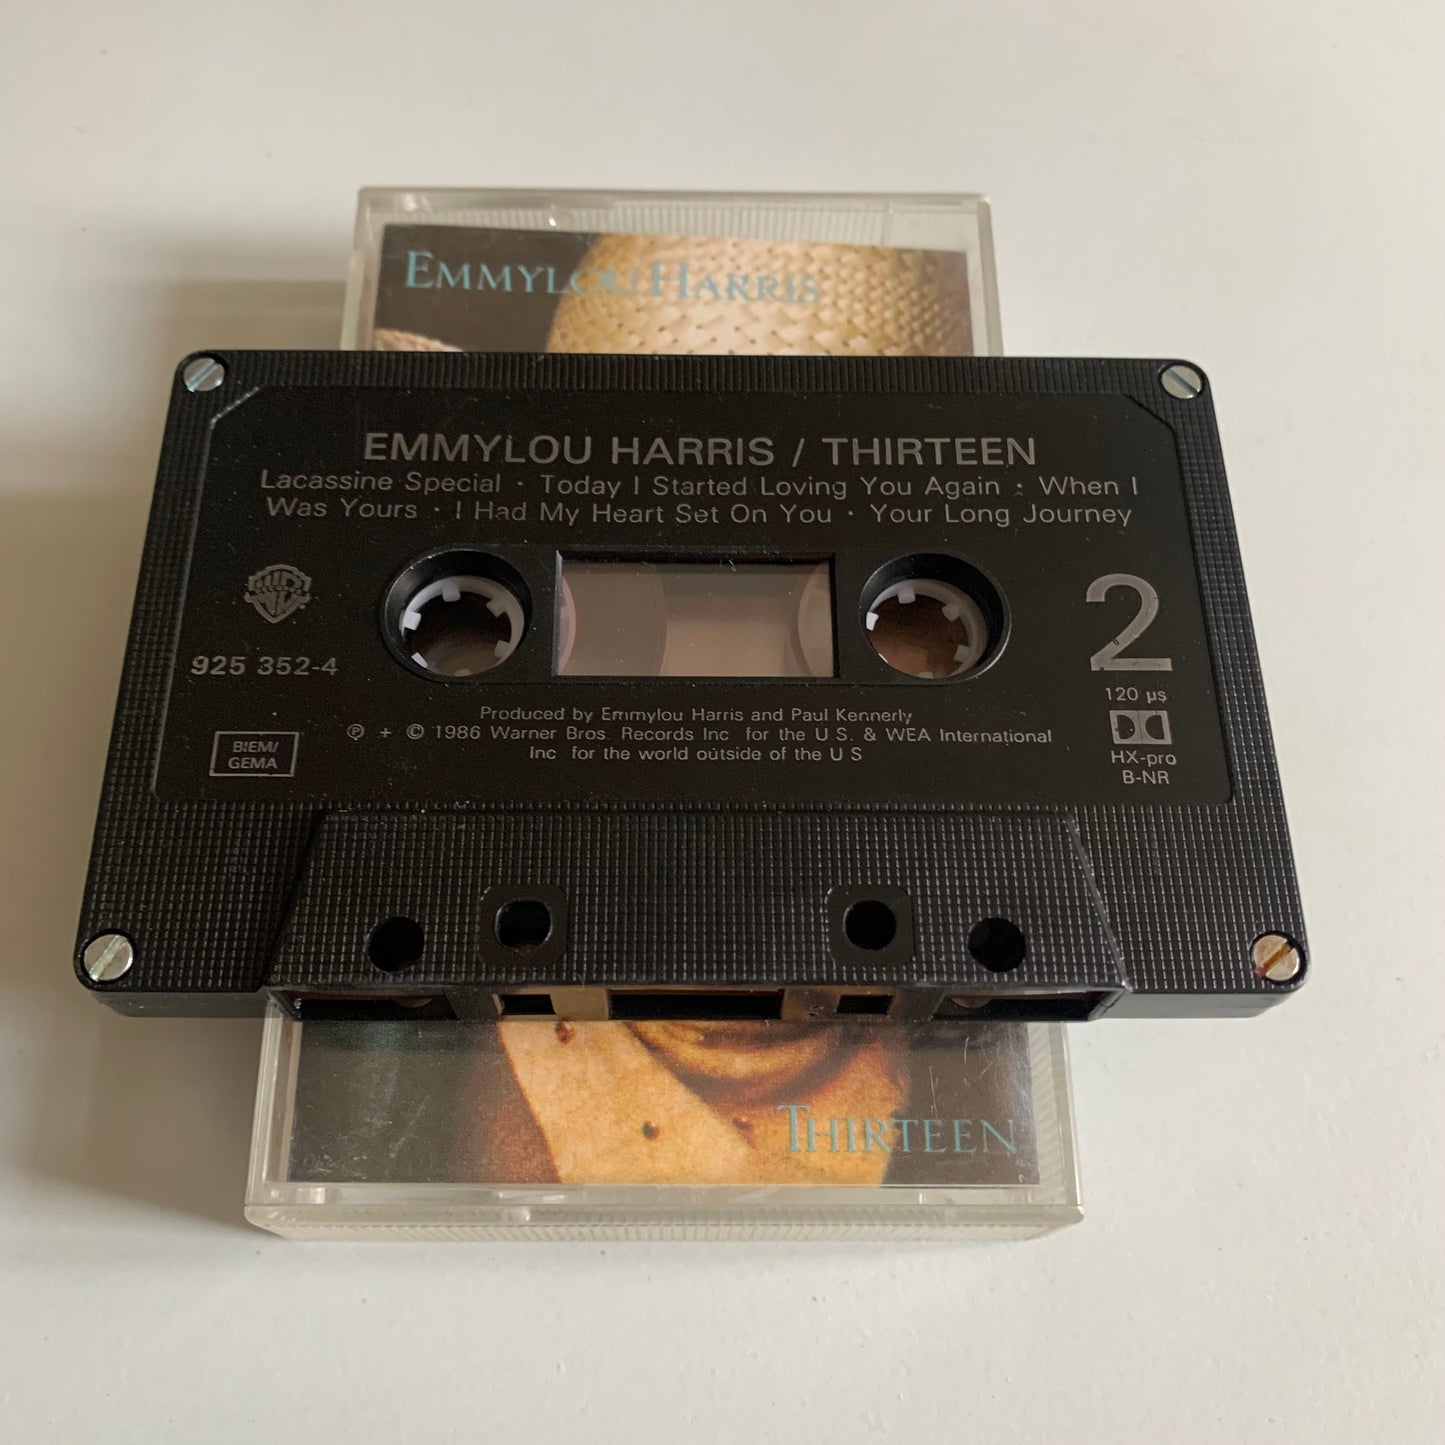 EMMYLOU HARRIS
EMMYLOU HARRIS / THIRTEEN
Lacassine Special · Today I Started Loving You Again · When I
Was Yours · I Had My Heart Set On You · Your Long Journey
2
925 352-4
120 µs
HX-pro
B-NR
BIEM/
GEMA
Produced by Emmylou Harris and Paul Kennerly
℗ + © 1986 Warner Bros. Records Inc for the U S. & WEA International
Inc for the world outside of the U S
THIRTEEN